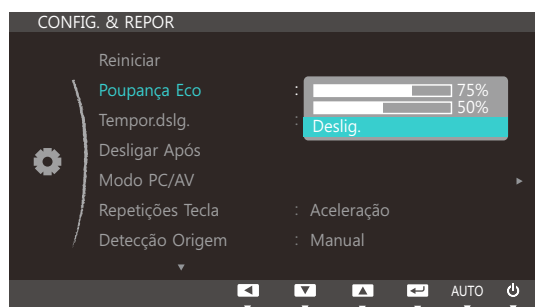 CONFIG. & REPOR
Reiniciar
Poupança Eco : 75%
50%
Tempor.dslg. : Deslig.
Desligar Após
Modo PC/AV
Repetições Tecla : Aceleração
Detecção Origem : Manual
AUTO